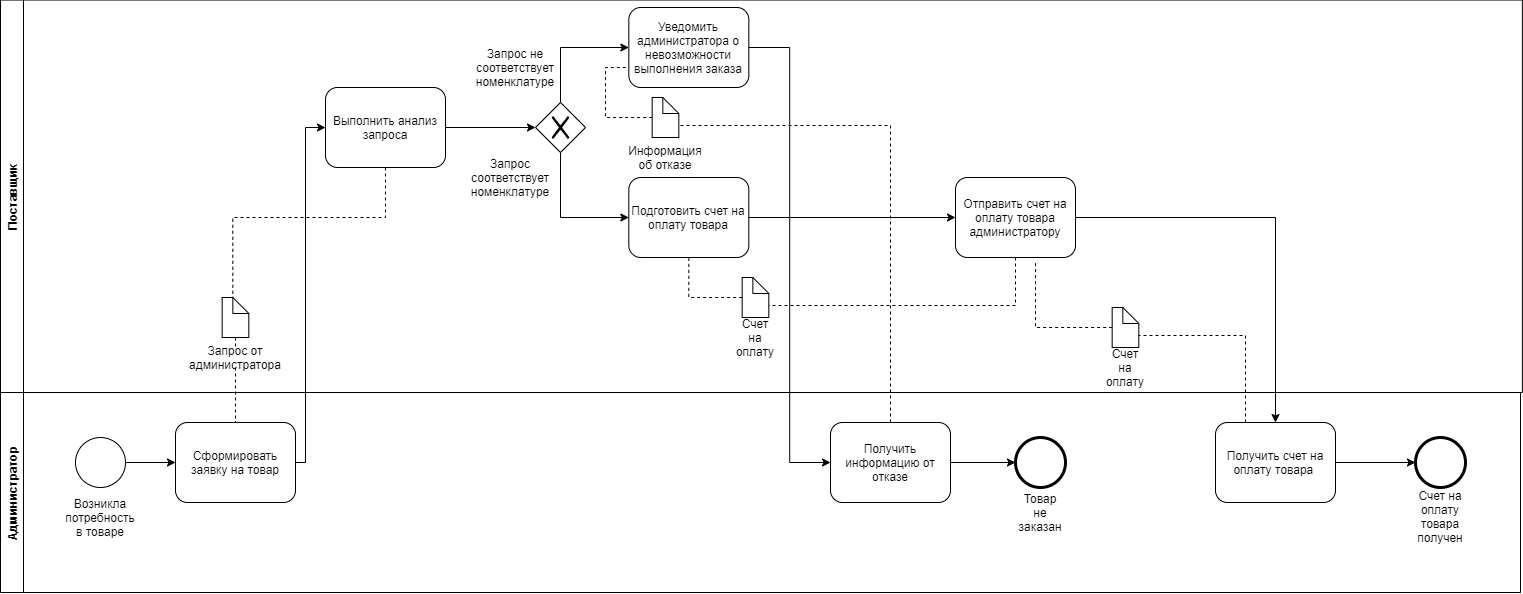 Поставщик
Уведомить
администратора о
невозможности
выполнения заказа
Запрос не
соответствует
номенклатуре
Выполнить анализ
запроса
Информация
об отказе
Запрос
соответствует
номенклатуре
Подготовить счет на
оплату товара
Отправить счет на
оплату товара
администратору
Запрос от
администратора
Счет
на
оплату
Счет
на
оплату
Администратор
Возникла
потребность
в товаре
Сформировать
заявку на товар
Получить
информацию от
отказе
Товар
не
заказан
Получить счет на
оплату товара
Счет на
оплату
товара
получен